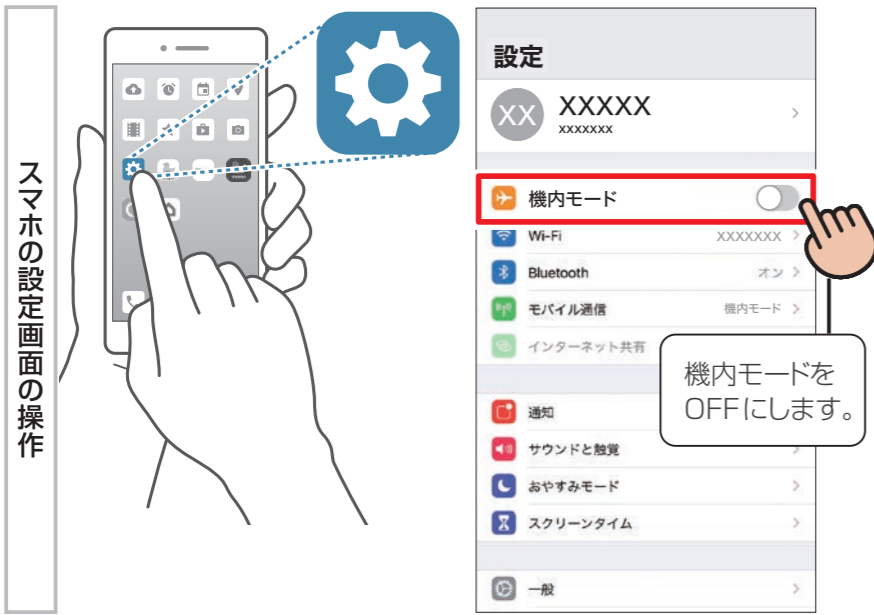 スマホの設定画面の操作
設定
XX
XXXXX
xxxxxxx
機内モード
Wi-Fi XXXXXXX
Bluetooth オン
モバイル通信 機内モード
インターネット共有
機内モードを
OFFにします。
通知
サウンドと触覚
おやすみモード
スクリーンタイム
一般